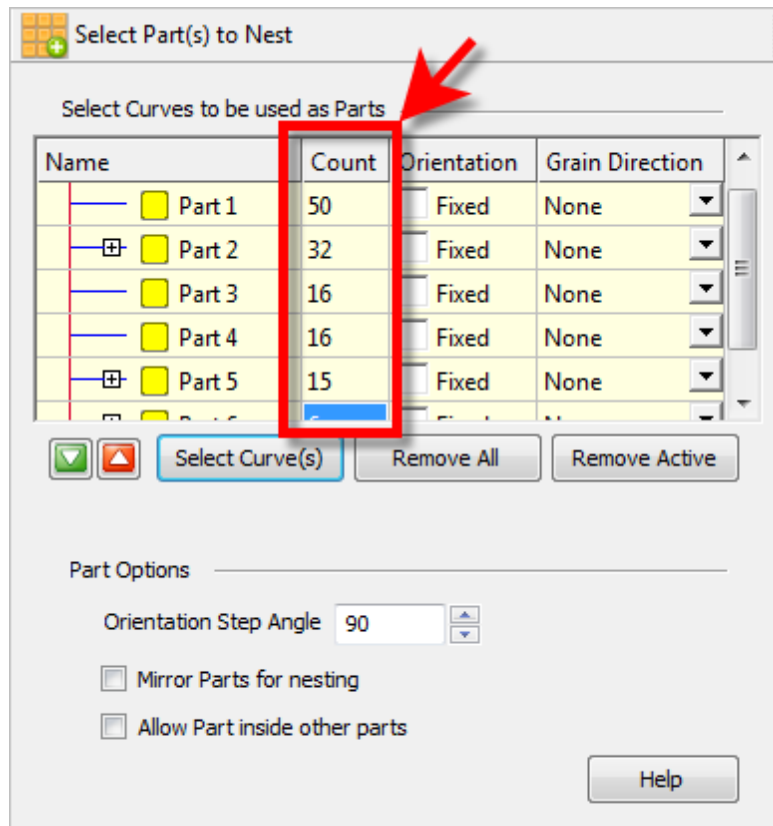 Select Part(s) to Nest
Select Curves to be used as Parts
Name Count Orientation Grain Direction
Part 1 50 Fixed None
Part 2 32 Fixed None
Part 3 16 Fixed None
Part 4 16 Fixed None
Part 5 15 Fixed None
Select Curve(s) Remove All Remove Active
Part Options
Orientation Step Angle 90
Mirror Parts for nesting
Allow Part inside other parts
Help